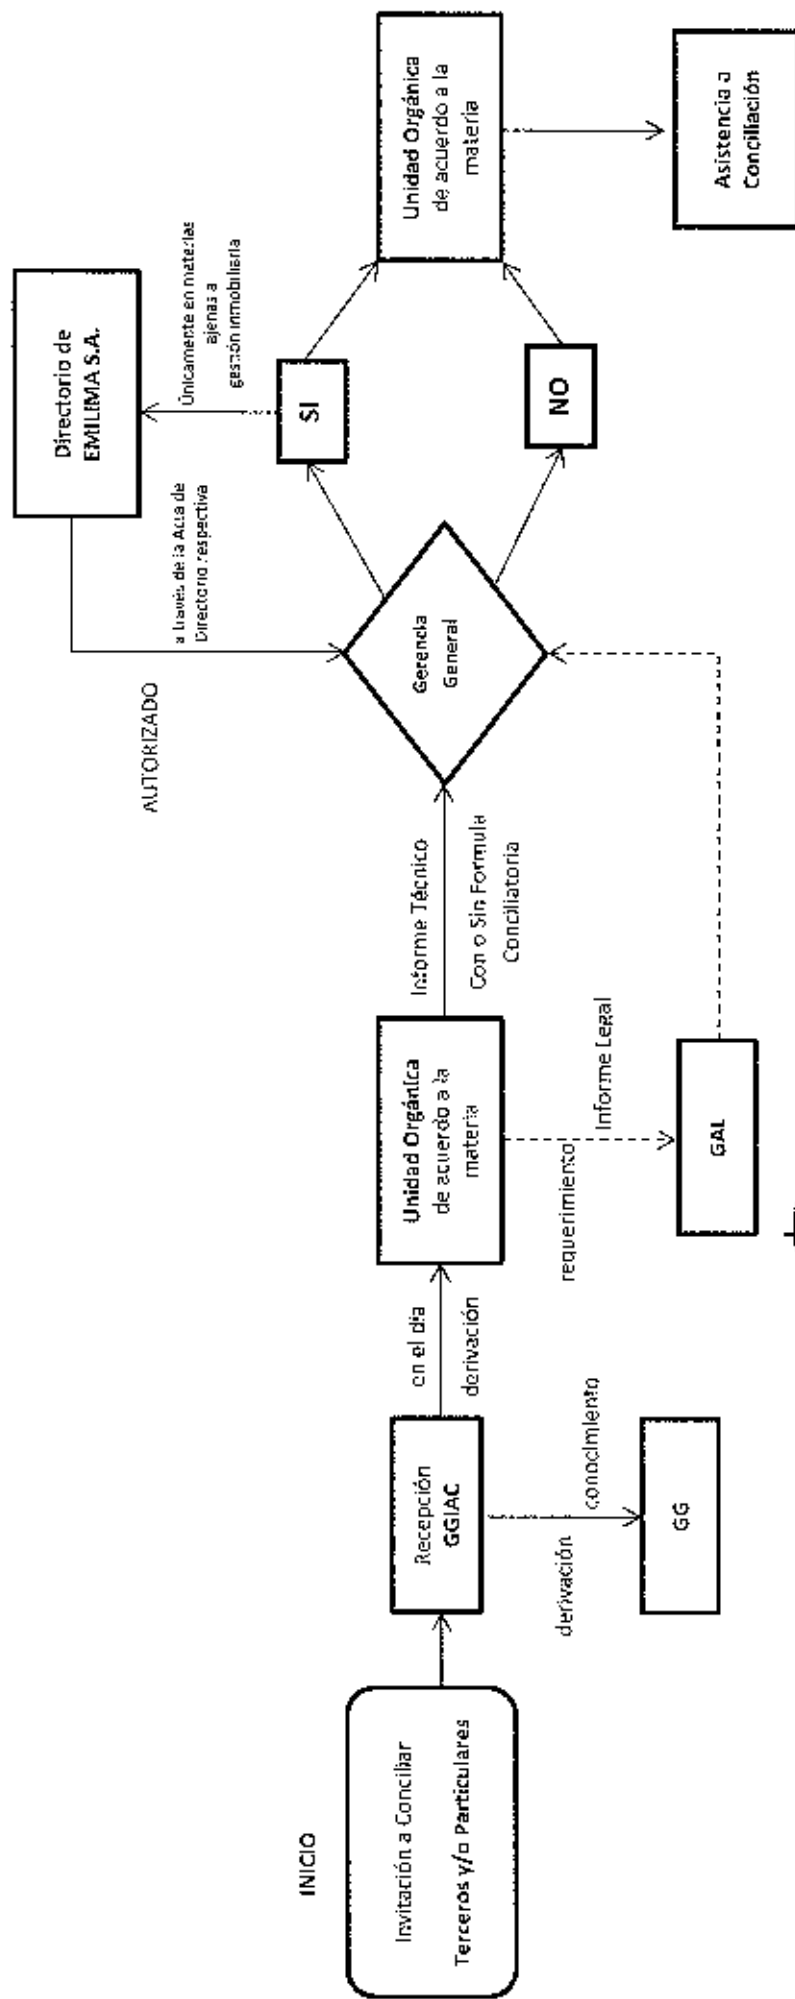 INICIO
Invitación a Conciliar
Terceros y/o Particulares
Recepción
GGIAC
derivación
conocimiento
GG
en el día
derivación
Unidad Orgánica
de acuerdo a la
materia
requerimiento
Informe Legal
GAL
Informe Técnico
Con o Sin Formula
Conciliatoria
Gerencia
General
AUTORIZADO
a través de la Acta de
Directorio respectiva
Directorio de
EMILIMA S.A.
Únicamente en materias
ajenas a
gestión inmobiliaria
SI
NO
Unidad Orgánica
de acuerdo a la
materia
Asistencia a
Conciliación